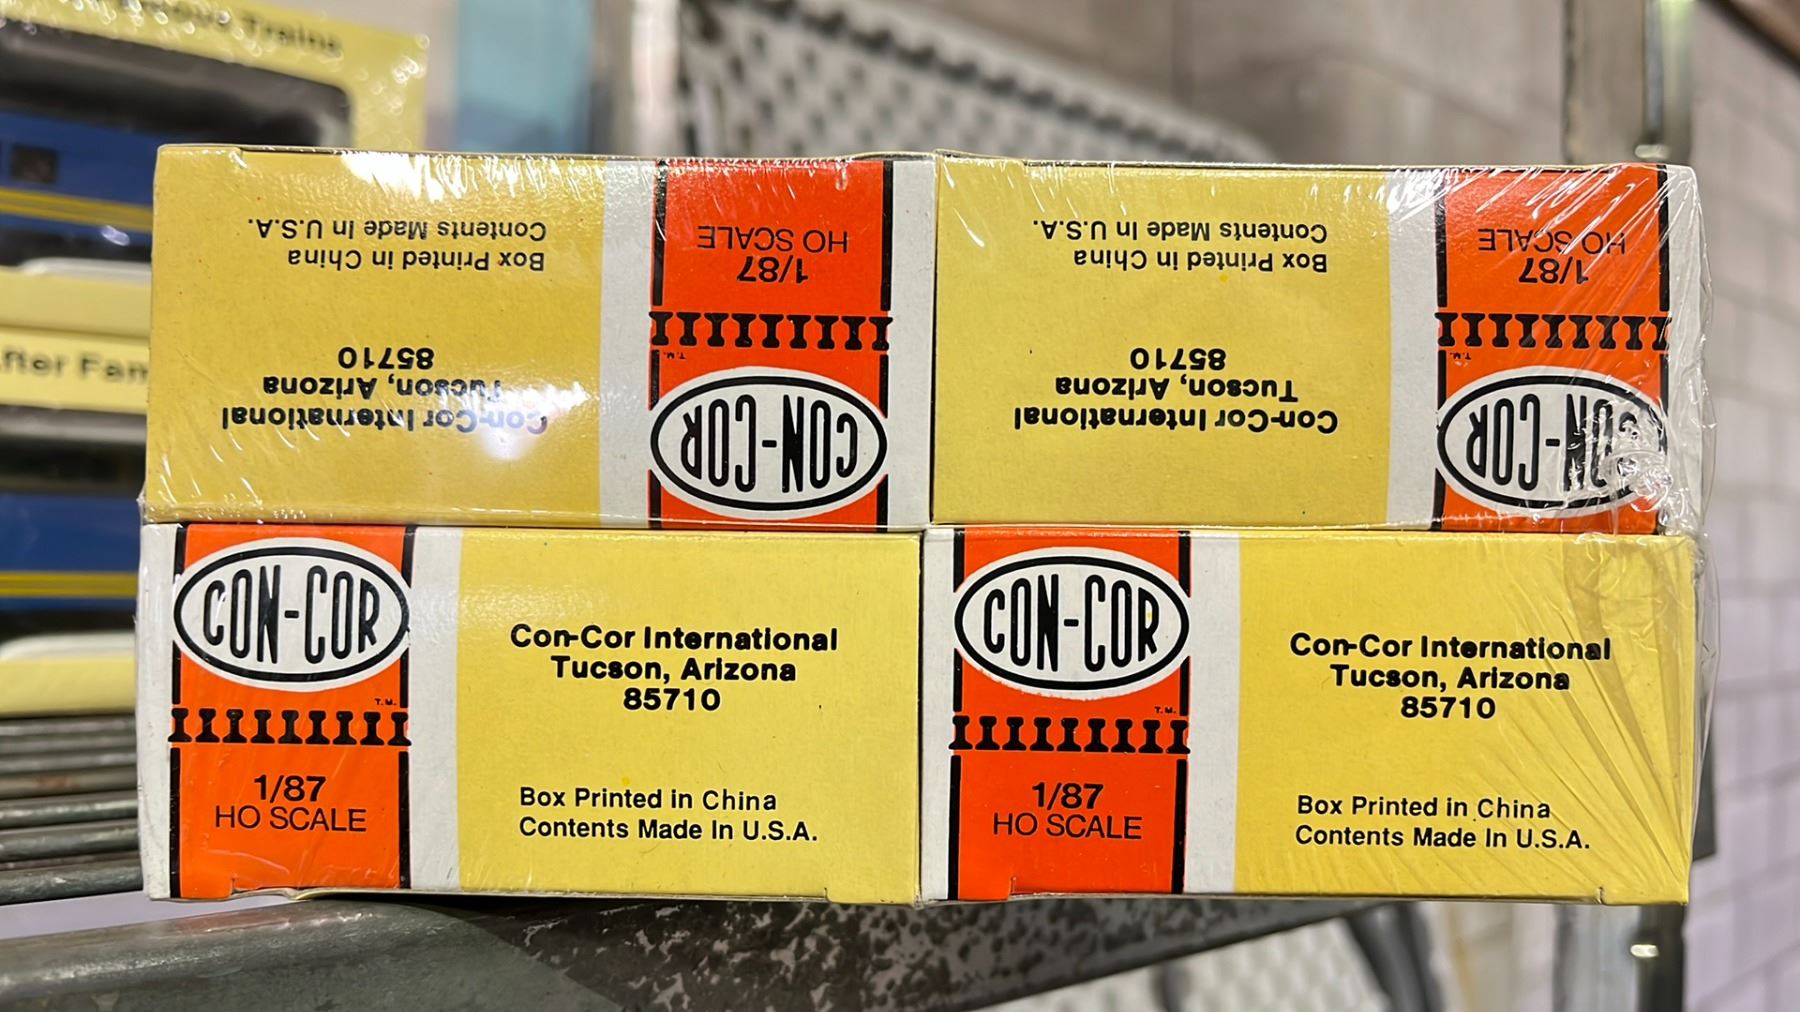 Trains
After Fam
Contents Made In U.S.A.
Box Printed in China
85710
Tucson, Arizona
Con-Cor International
HO SCALE
1/87
T.M.
CON-COR
Contents Made In U.S.A.
Box Printed in China
85710
Tucson, Arizona
Con-Cor International
HO SCALE
1/87
CON-COR
CON-COR
T.M.
1/87
HO SCALE
Con-Cor International
Tucson, Arizona
85710
Box Printed in China
Contents Made In U.S.A.
CON-COR
T.M.
1/87
HO SCALE
Con-Cor International
Tucson, Arizona
85710
Box Printed in China
Contents Made In U.S.A.